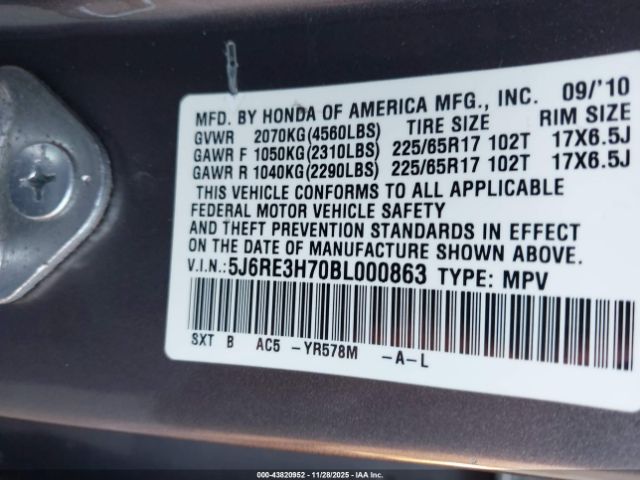 MFD. BY HONDA OF AMERICA MFG., INC. 09/'10
GVWR 2070KG(4560LBS) TIRE SIZE RIM SIZE
GAWR F 1050KG(2310LBS) 225/65R17 102T 17X6.5J
GAWR R 1040KG(2290LBS) 225/65R17 102T 17X6.5J
THIS VEHICLE CONFORMS TO ALL APPLICABLE
FEDERAL MOTOR VEHICLE SAFETY
AND THEFT PREVENTION STANDARDS IN EFFECT
ON THE DATE OF MANUFACTURE SHOWN ABOVE.
V.I.N.:5J6RE3H70BL000863 TYPE: MPV
SXT B AC5 -YR578M -A-L
000-43820952 11/28/2025 IAA Inc.